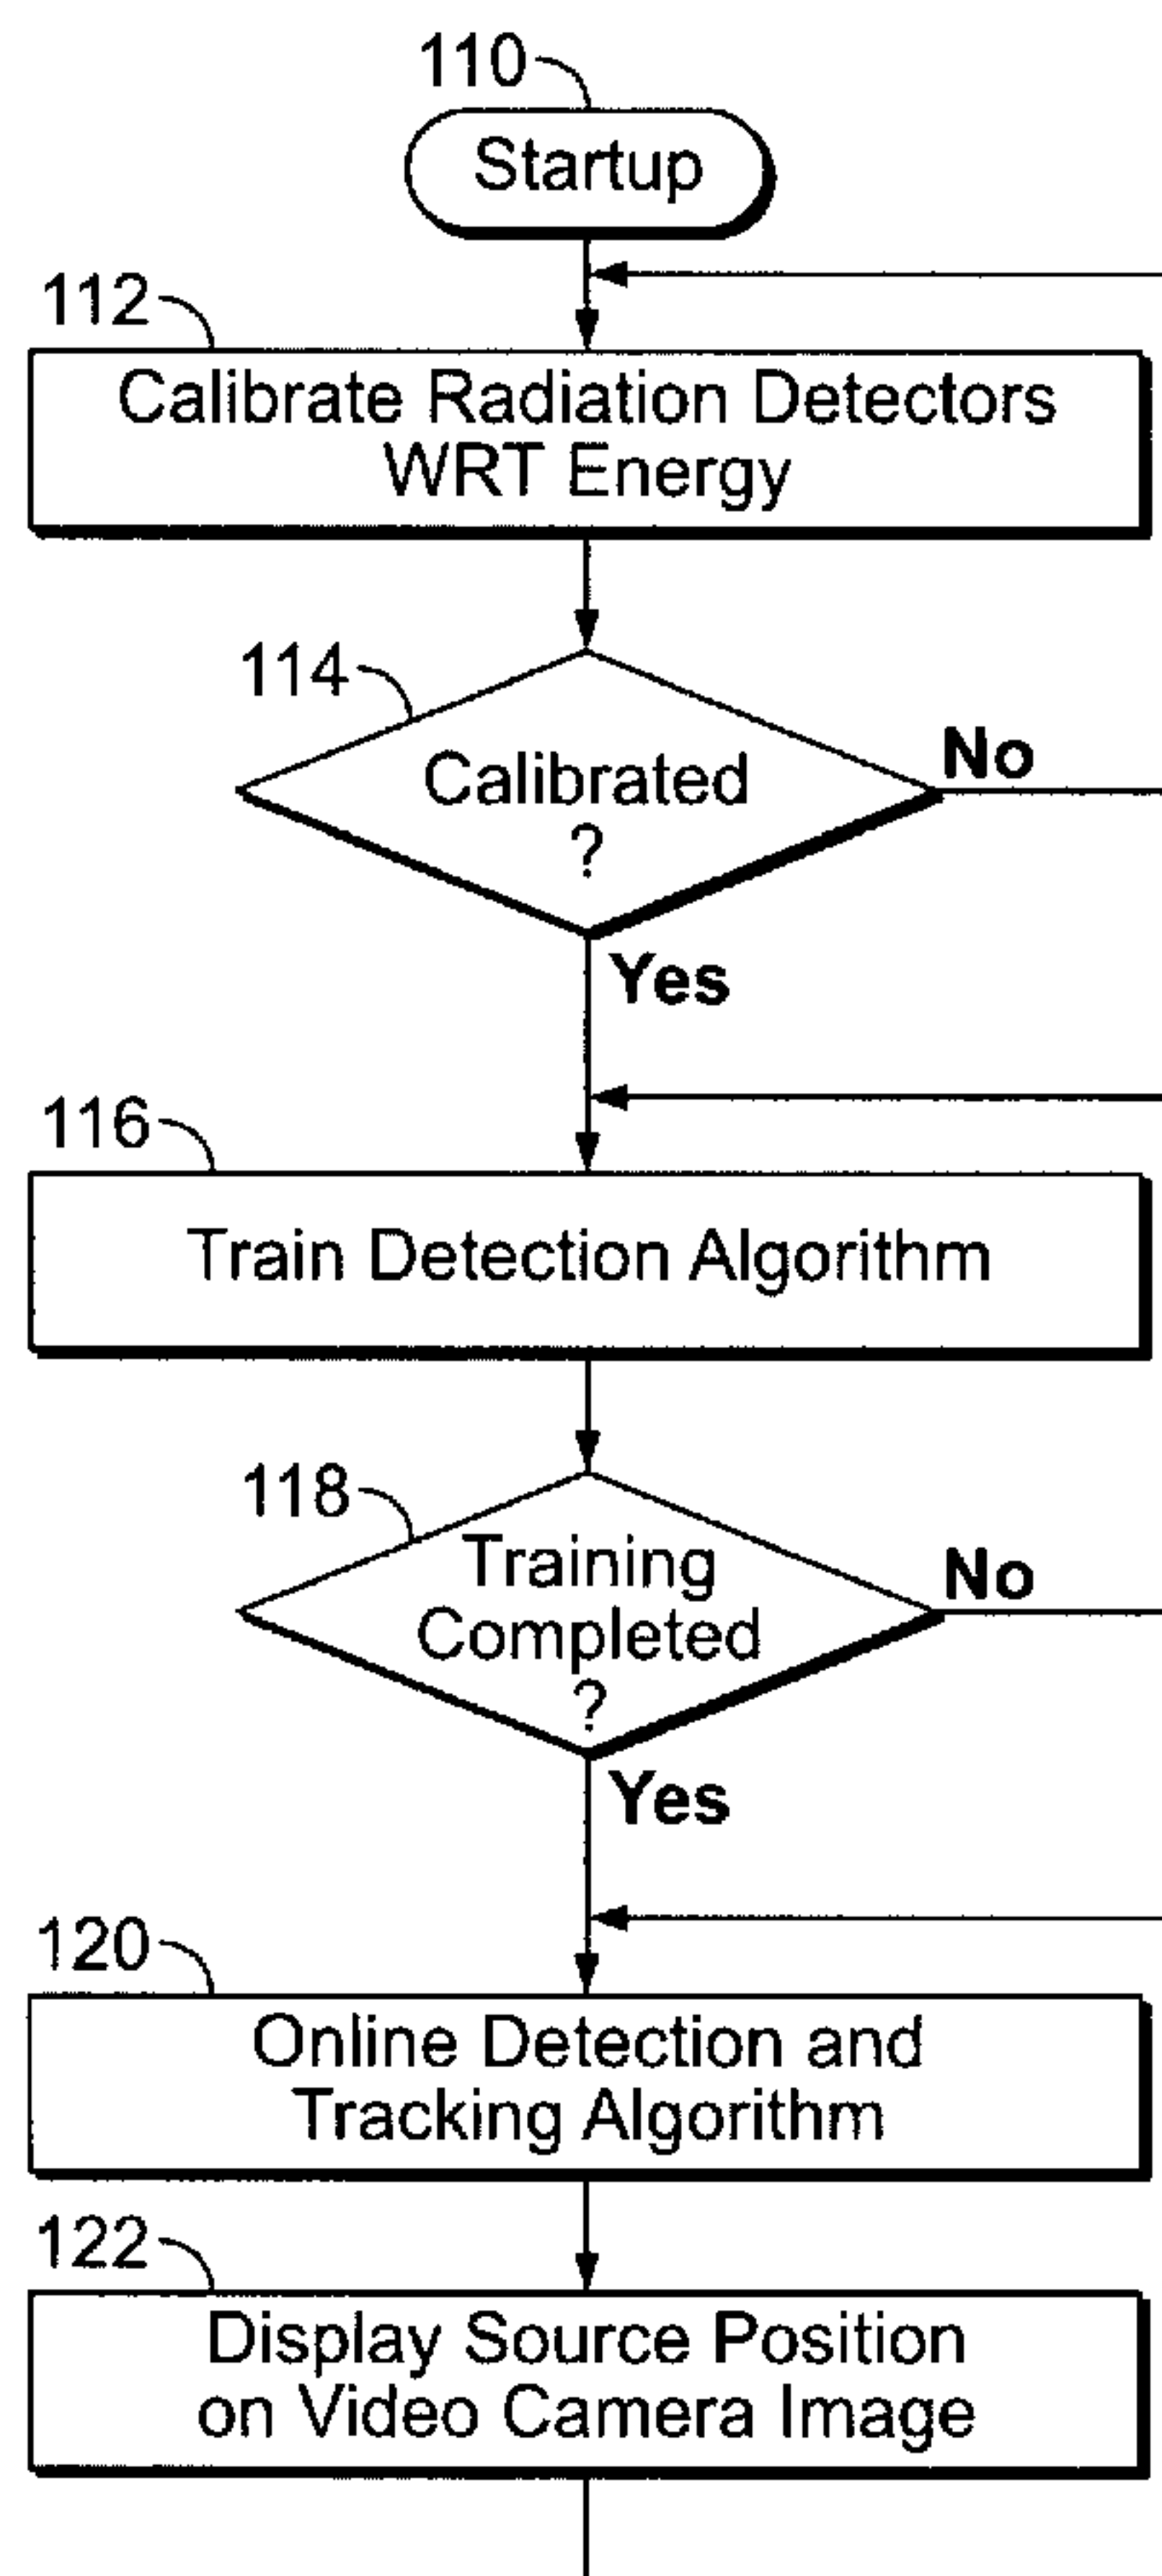 110
Startup
112
Calibrate Radiation Detectors
WRT Energy
114
Calibrated
?
No
Yes
116
Train Detection Algorithm
118
Training
Completed
?
No
Yes
120
Online Detection and
Tracking Algorithm
122
Display Source Position
on Video Camera Image